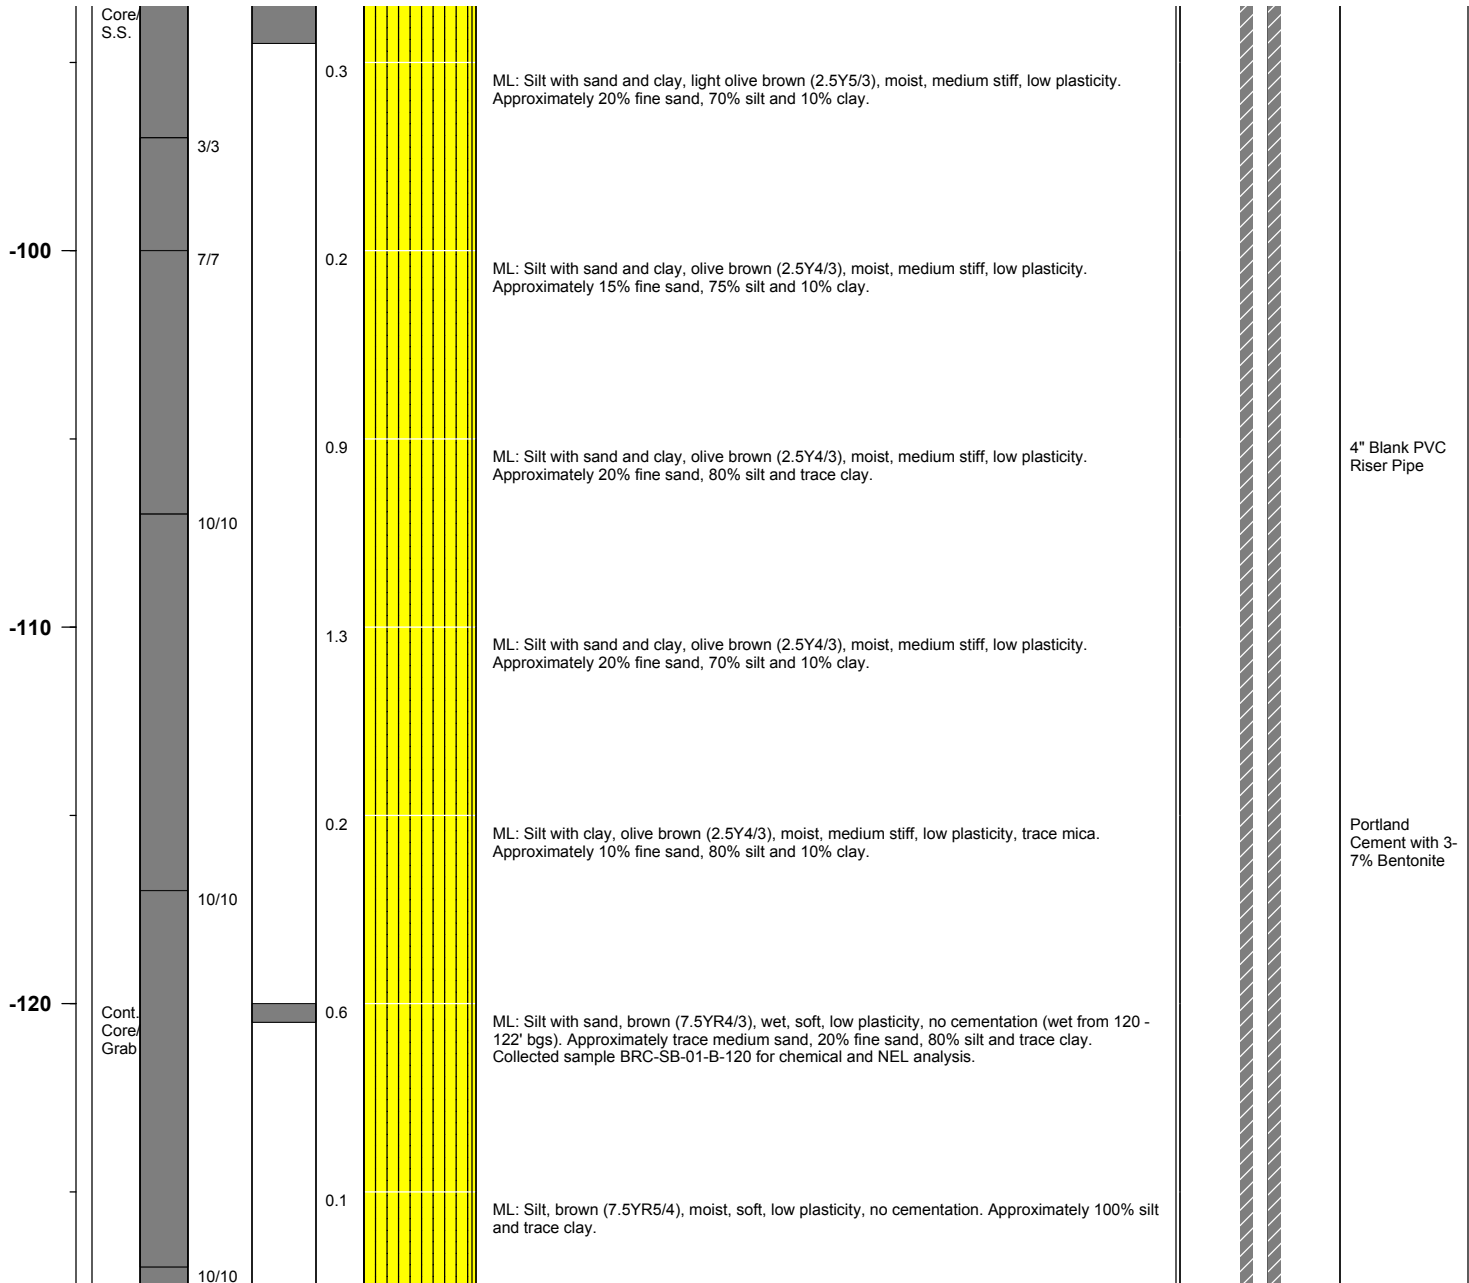 Core/
S.S.
0.3
ML: Silt with sand and clay, light olive brown (2.5Y5/3), moist, medium stiff, low plasticity.
Approximately 20% fine sand, 70% silt and 10% clay.
3/3
-100
7/7
0.2
ML: Silt with sand and clay, olive brown (2.5Y4/3), moist, medium stiff, low plasticity.
Approximately 15% fine sand, 75% silt and 10% clay.
0.9
ML: Silt with sand and clay, olive brown (2.5Y4/3), moist, medium stiff, low plasticity.
Approximately 20% fine sand, 80% silt and trace clay.
4" Blank PVC
Riser Pipe
10/10
-110
1.3
ML: Silt with sand and clay, olive brown (2.5Y4/3), moist, medium stiff, low plasticity.
Approximately 20% fine sand, 70% silt and 10% clay.
0.2
ML: Silt with clay, olive brown (2.5Y4/3), moist, medium stiff, low plasticity, trace mica.
Approximately 10% fine sand, 80% silt and 10% clay.
Portland
Cement with 3-
7% Bentonite
10/10
-120
Cont.
Core/
Grab
0.6
ML: Silt with sand, brown (7.5YR4/3), wet, soft, low plasticity, no cementation (wet from 120 -
122' bgs). Approximately trace medium sand, 20% fine sand, 80% silt and trace clay.
Collected sample BRC-SB-01-B-120 for chemical and NEL analysis.
0.1
ML: Silt, brown (7.5YR5/4), moist, soft, low plasticity, no cementation. Approximately 100% silt
and trace clay.
10/10